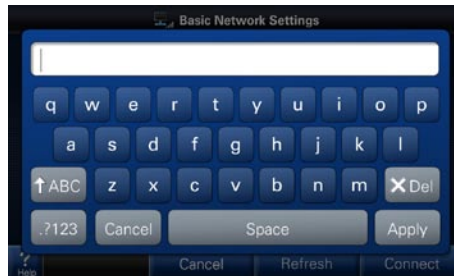 Basic Network Settings
q w e r t y u i o p
a s d f g h j k l
↑ABC z x c v b n m ✕Del
.?123 Cancel Space Apply
? Help Cancel Refresh Connect